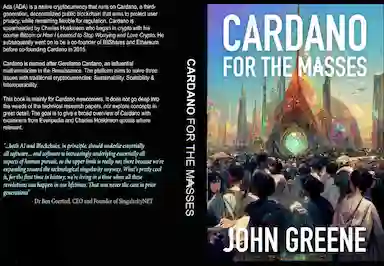 Ada (ADA) is a native cryptocurrency that runs on Cardano, a third-
generation, decentralized public blockchain that aims to protect user
privacy, while remaining flexible for regulation. Cardano is
spearheaded by Charles Hoskinson who began in crypto with his
course Bitcoin or How I Learned to Stop Worrying and Love Crypto. He
subsequently went on to be a co-founder of BitShares and Ethereum
before co-founding Cardano in 2015.
Cardano is named after Gerolamo Cardano, an influential
mathematician in the Renaissance. The platform aims to solve three
issues with traditional cryptocurrencies: Sustainability, Scalability &
Interoperability.
This book is mainly for Cardano newcomers. It does not go deep into
the weeds of the technical research papers, nor explore concepts in
great detail. The goal is to give a broad overview of Cardano with
examples from Everipedia and Charles Hoskinson quotes where
relevant.
"...both AI and Blockchain, in principle, should underlie essentially
all software... and software is increasingly underlying essentially all
aspects of human pursuit, so the upper limit is really not there because we're
expanding toward the technological singularity anyway. What's pretty cool
is, for the first time in history, we're living in a time when all these
revolutions can happen in our lifetimes. That was never the case in prior
generations"
Dr Ben Goertzel, CEO and Founder of SingularityNET
CARDANO FOR THE MASSES
CARDANO
FOR THE MASSES
JOHN GREENE